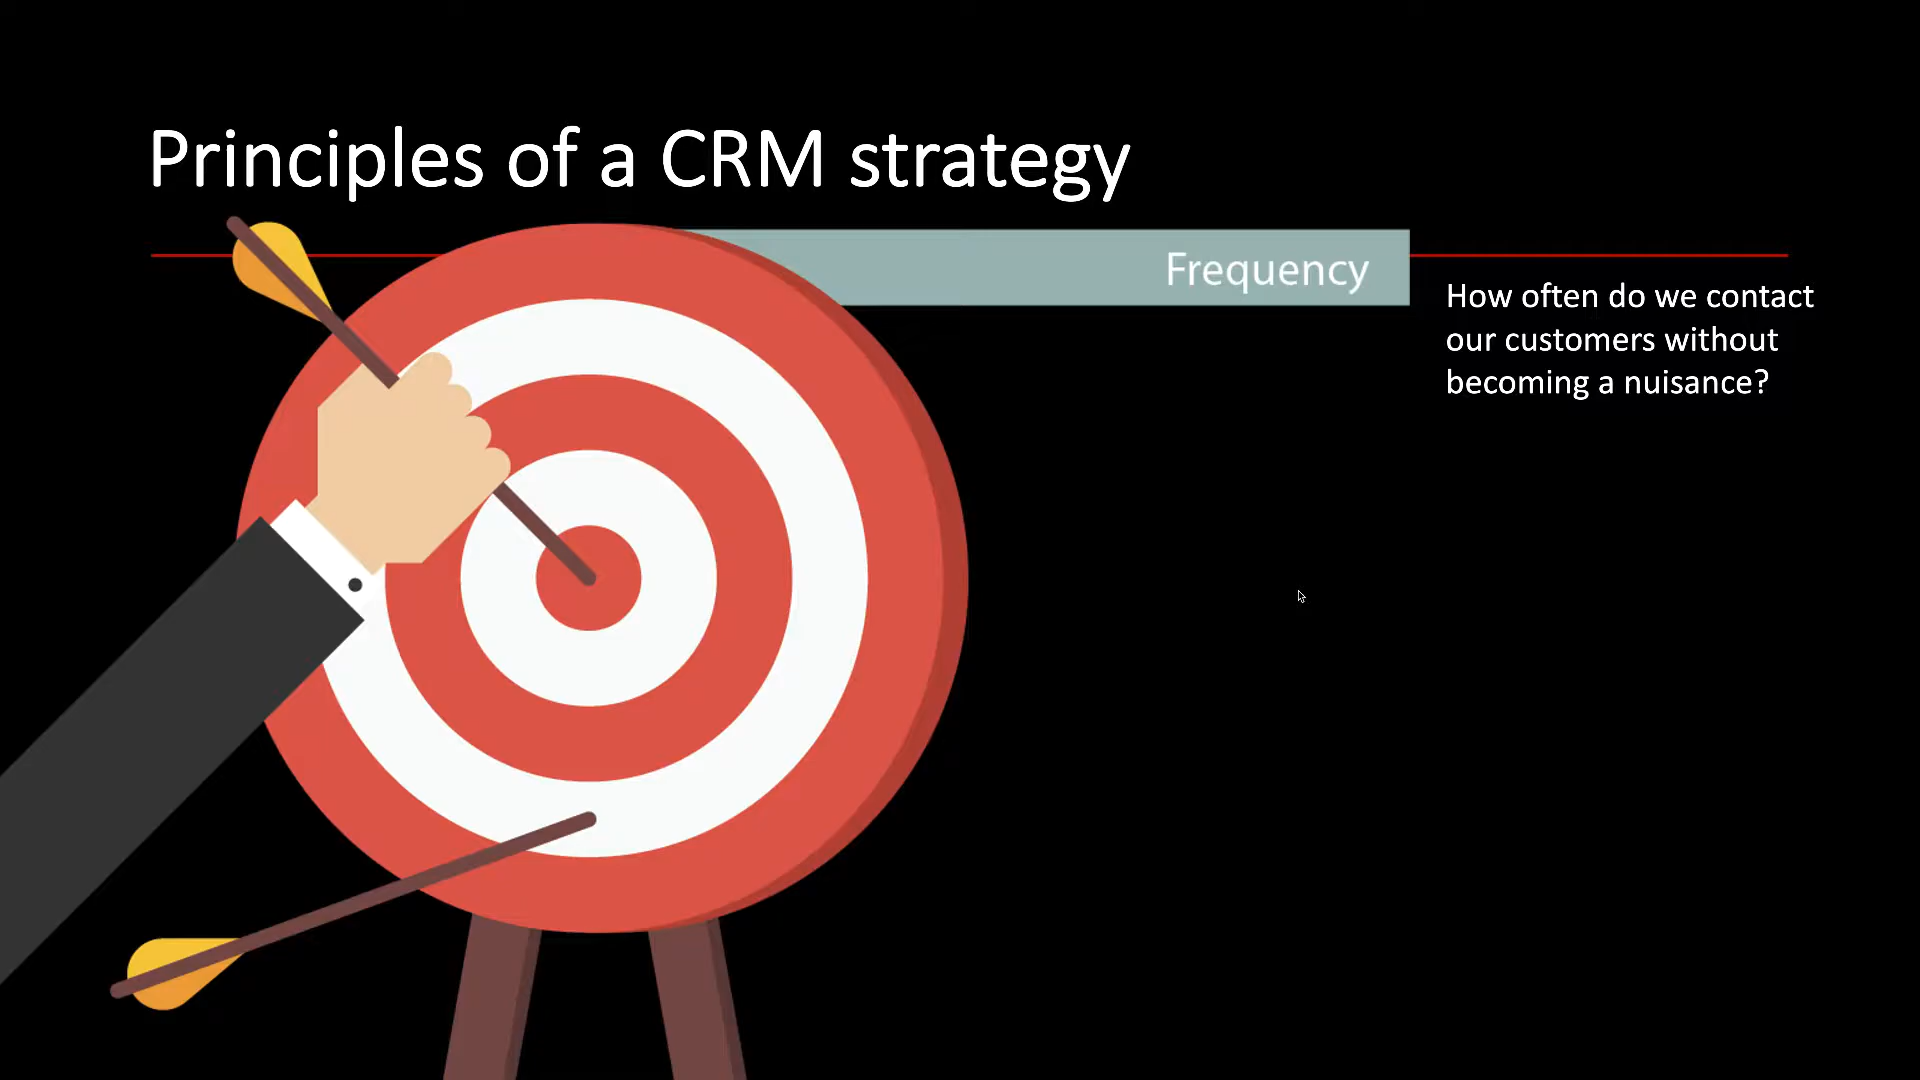 Principles of a CRM strategy
Frequency
How often do we contact
our customers without
becoming a nuisance?